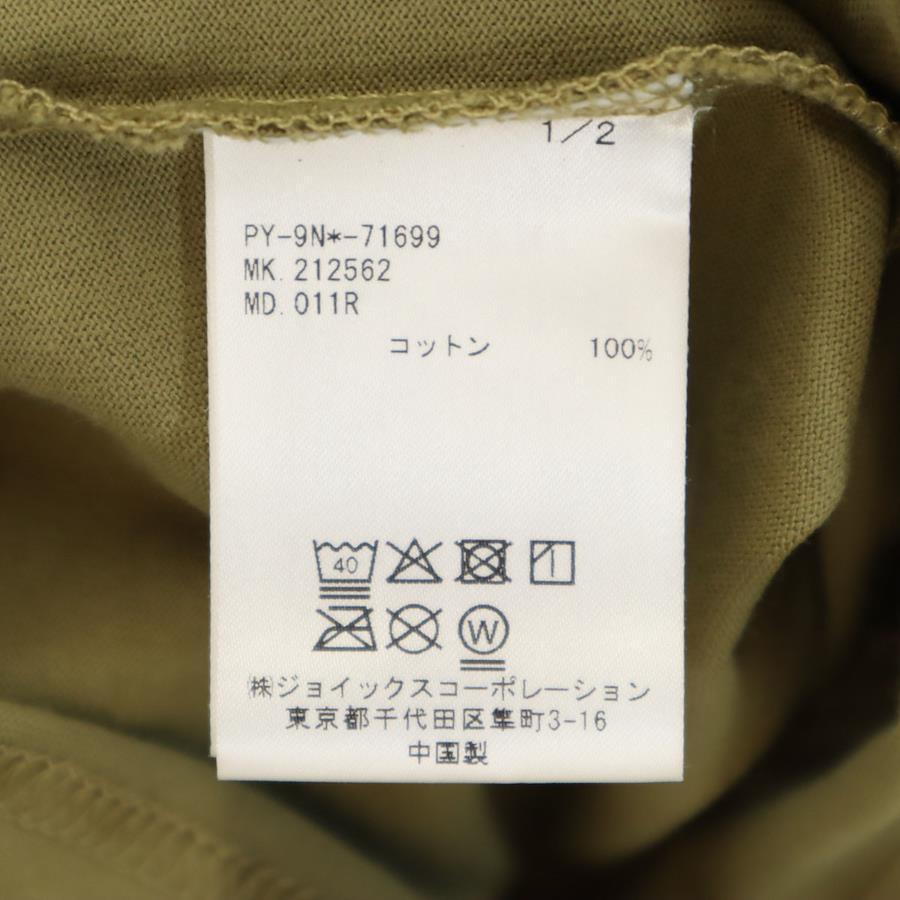 1/2
PY-9N*-71699
MK. 212562
MD. 011R
コットン 100%
40
W
㈱ジョイックスコーポレーション
東京都千代田区隼町3-16
中国製